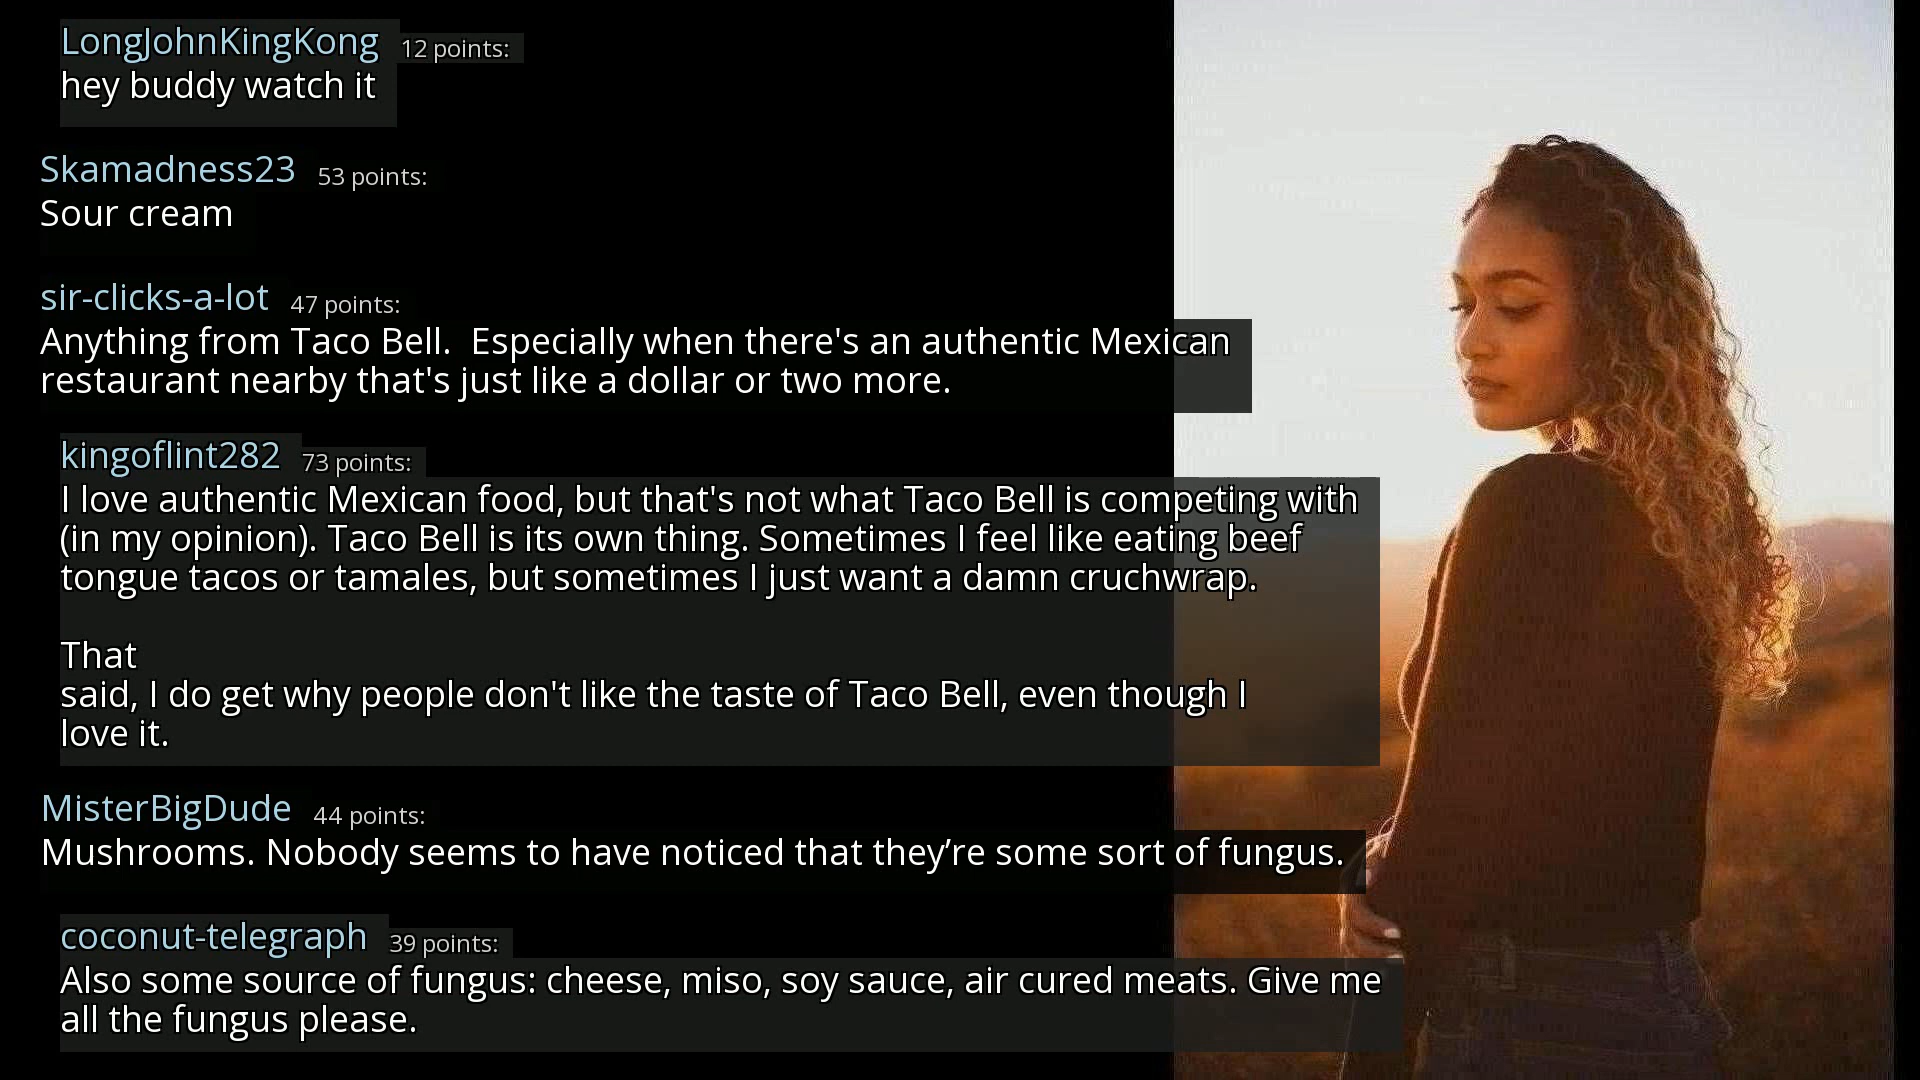 LongJohnKingKong 12 points:
hey buddy watch it
Skamadness23 53 points:
Sour cream
sir-clicks-a-lot 47 points:
Anything from Taco Bell.  Especially when there's an authentic Mexican
restaurant nearby that's just like a dollar or two more.
kingoflint282 73 points:
I love authentic Mexican food, but that's not what Taco Bell is competing with
(in my opinion). Taco Bell is its own thing. Sometimes I feel like eating beef
tongue tacos or tamales, but sometimes I just want a damn cruchwrap.
That
said, I do get why people don't like the taste of Taco Bell, even though I
love it.
MisterBigDude 44 points:
Mushrooms. Nobody seems to have noticed that they’re some sort of fungus.
coconut-telegraph 39 points:
Also some source of fungus: cheese, miso, soy sauce, air cured meats. Give me
all the fungus please.